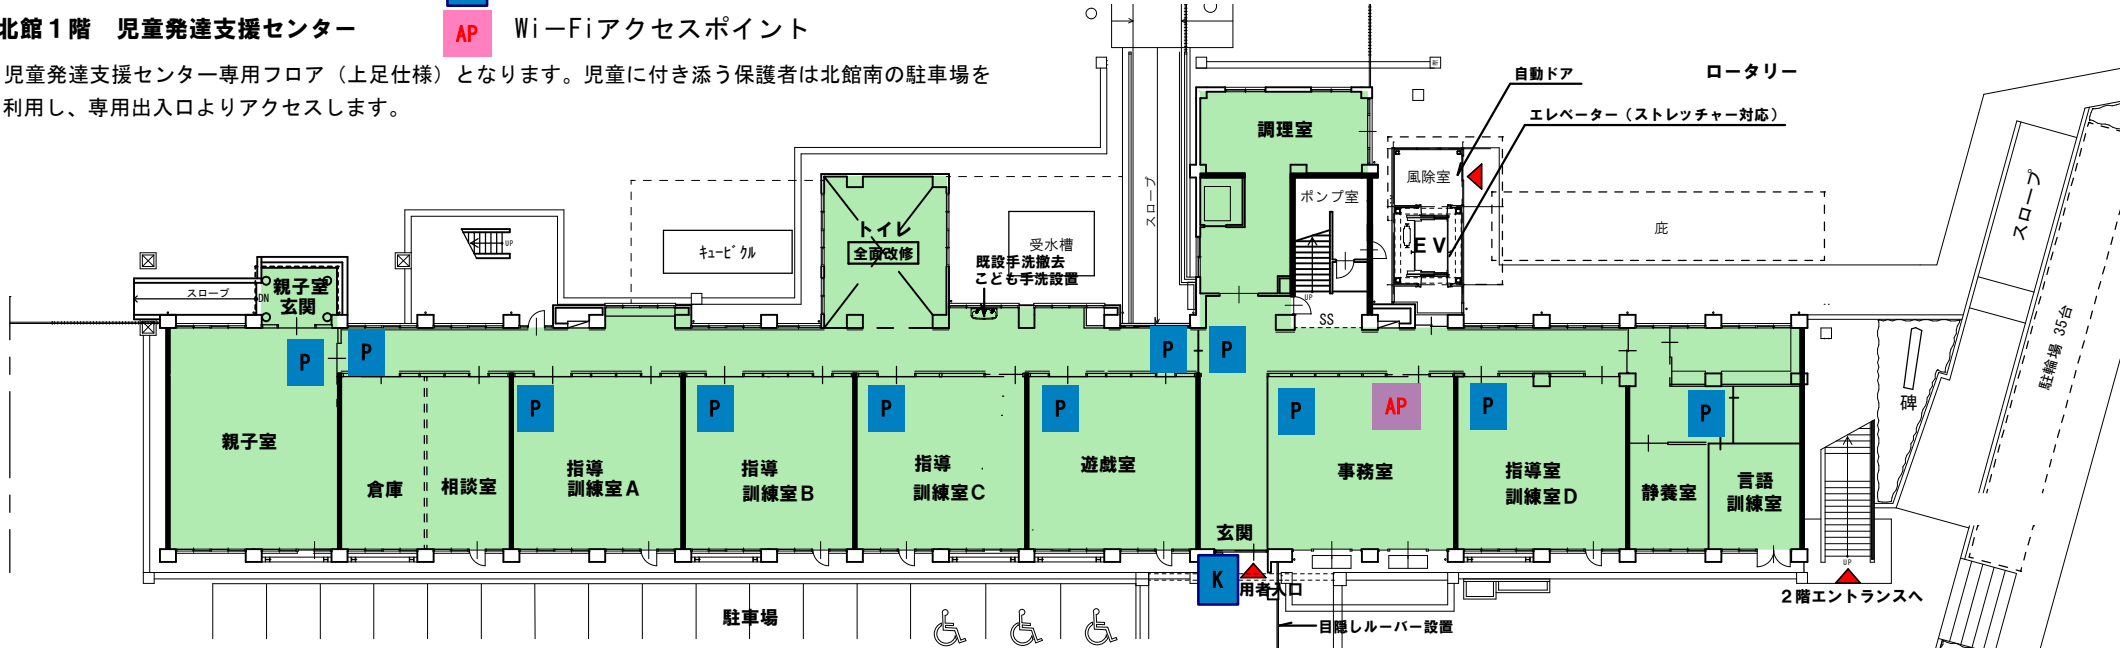 北館１階　児童発達支援センター
AP Wi－Fiアクセスポイント
児童発達支援センター専用フロア（上足仕様）となります。児童に付き添う保護者は北館南の駐車場を
利用し、専用出入口よりアクセスします。
自動ドア
ロータリー
エレベーター（ストレッチャー対応）
調理室
風除室
ポンプ室
スロープ
スロープ
庇
トイレ
全面改修
受水槽
ｷｭｰﾋﾞｸﾙ
UP
EV
既設手洗撤去
こども手洗設置
親子室
玄関
スロープ
DN
UP
SS
駐輪場 35台
碑
P
P
P
P
P
P
P
P
P
AP
P
P
親子室
倉庫
相談室
指導
訓練室A
指導
訓練室B
指導
訓練室C
遊戯室
事務室
指導室
訓練室D
静養室
言語
訓練室
玄関
K
用者入口
UP
2階エントランスへ
駐車場
目隠しルーバー設置